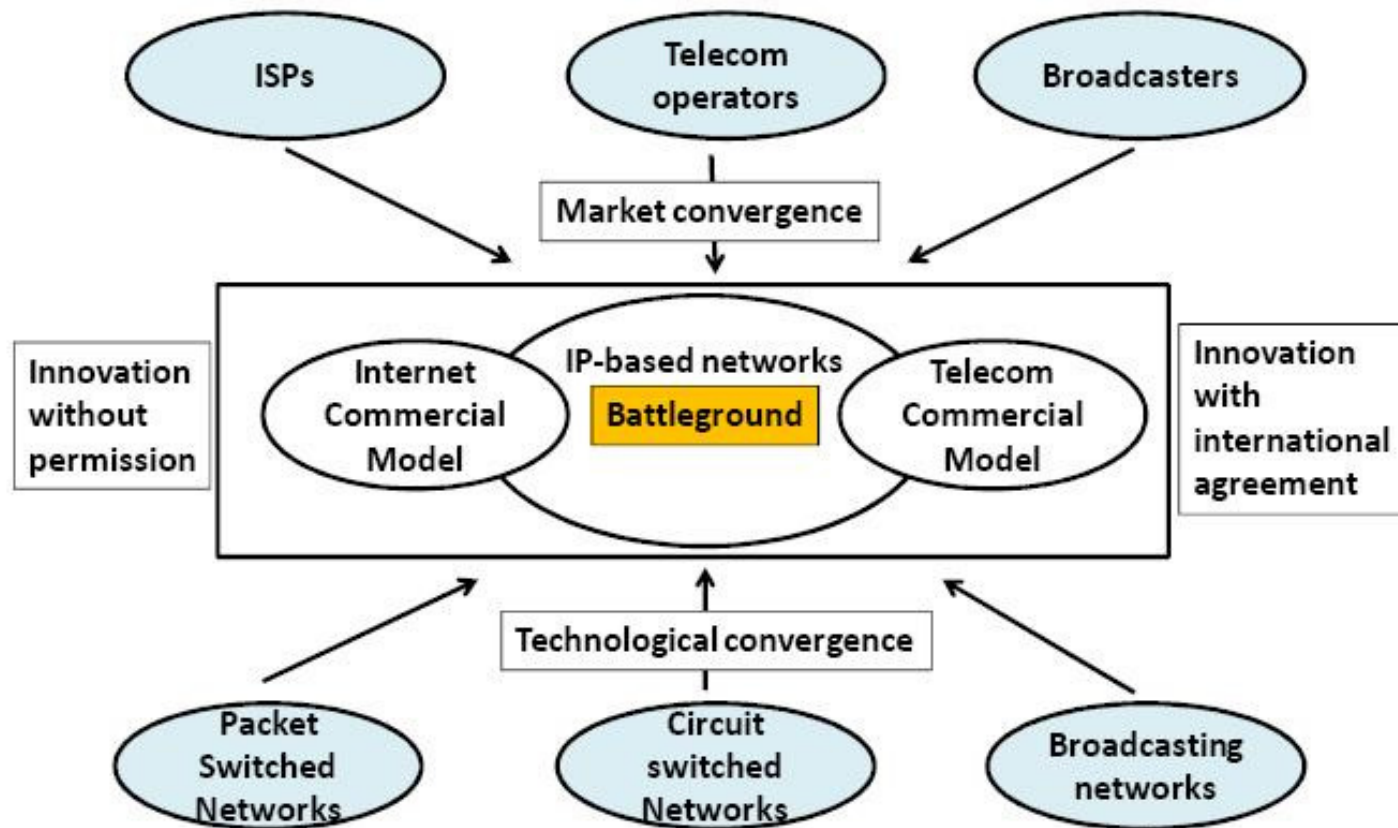 ISPs
Telecom
operators
Broadcasters
Market convergence
Innovation
without
permission
Internet
Commercial
Model
IP-based networks
Battleground
Telecom
Commercial
Model
Innovation
with
international
agreement
Technological convergence
Packet
Switched
Networks
Circuit
switched
Networks
Broadcasting
networks